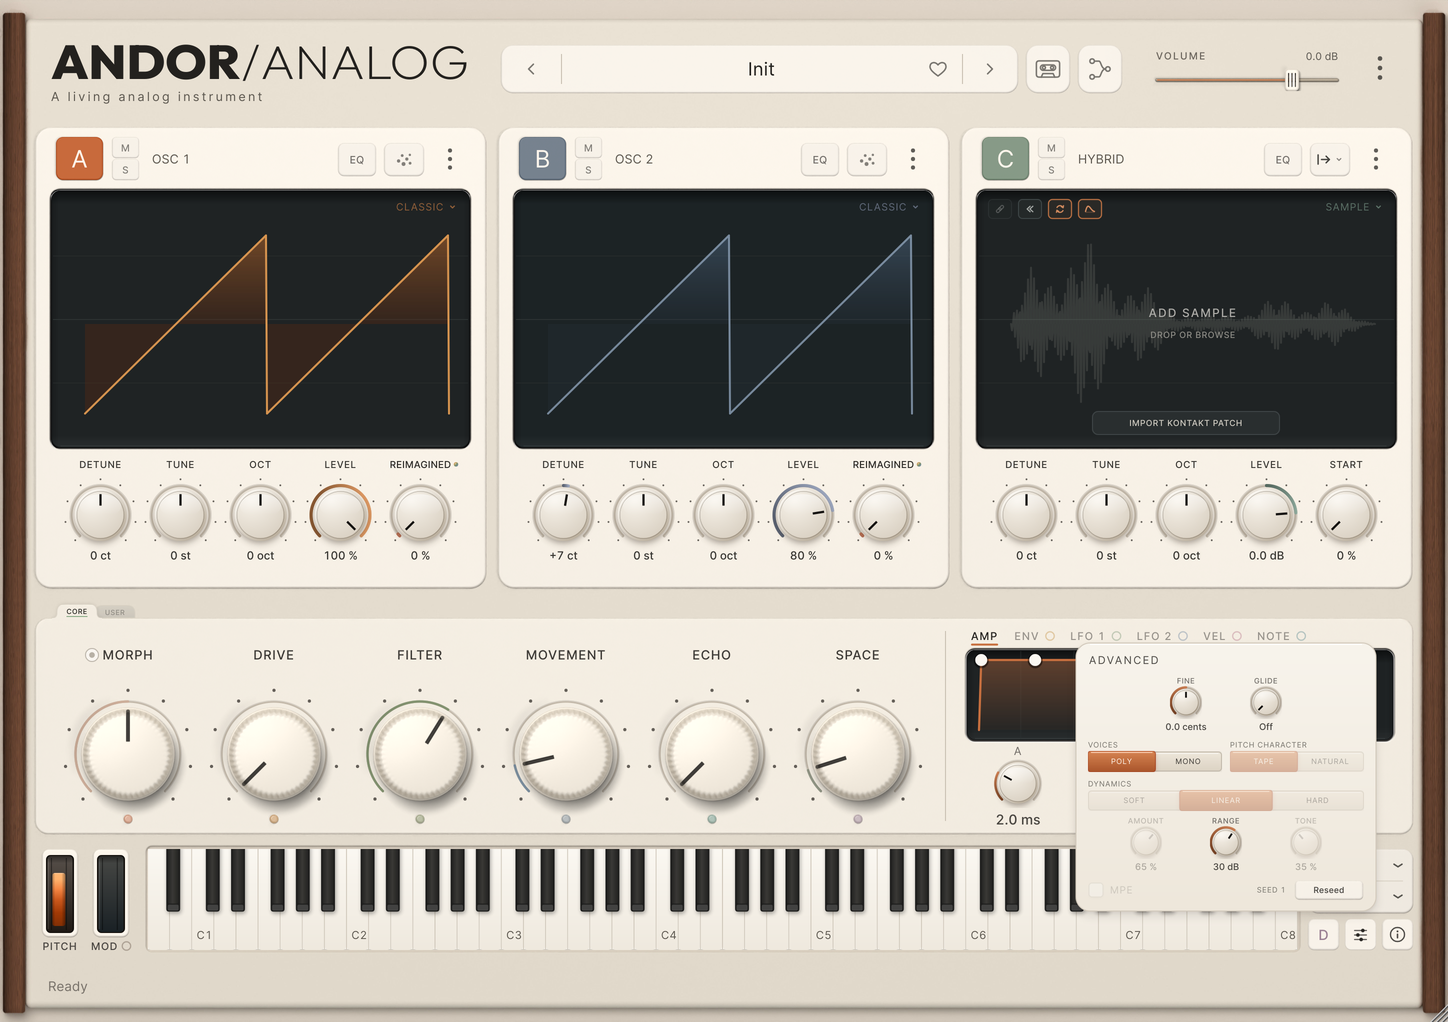 ANDOR/ANALOG
A living analog instrument
Init
VOLUME 0.0 dB
A M S OSC 1 EQ
CLASSIC
DETUNE TUNE OCT LEVEL REIMAGINED
0 ct 0 st 0 oct 100 % 0 %
B M S OSC 2 EQ
CLASSIC
DETUNE TUNE OCT LEVEL REIMAGINED
+7 ct 0 st 0 oct 80 % 0 %
C M S HYBRID EQ
SAMPLE
ADD SAMPLE
DROP OR BROWSE
IMPORT KONTAKT PATCH
DETUNE TUNE OCT LEVEL START
0 ct 0 st 0 oct 0.0 dB 0 %
CORE USER
MORPH DRIVE FILTER MOVEMENT ECHO SPACE
AMP ENV LFO 1 LFO 2 VEL NOTE
A
2.0 ms
ADVANCED
FINE GLIDE
0.0 cents Off
VOICES PITCH CHARACTER
POLY MONO TAPE NATURAL
DYNAMICS
SOFT LINEAR HARD
AMOUNT RANGE TONE
65 % 30 dB 35 %
MPE SEED 1 Reseed
PITCH MOD
C1 C2 C3 C4 C5 C6 C7 C8
D
Ready